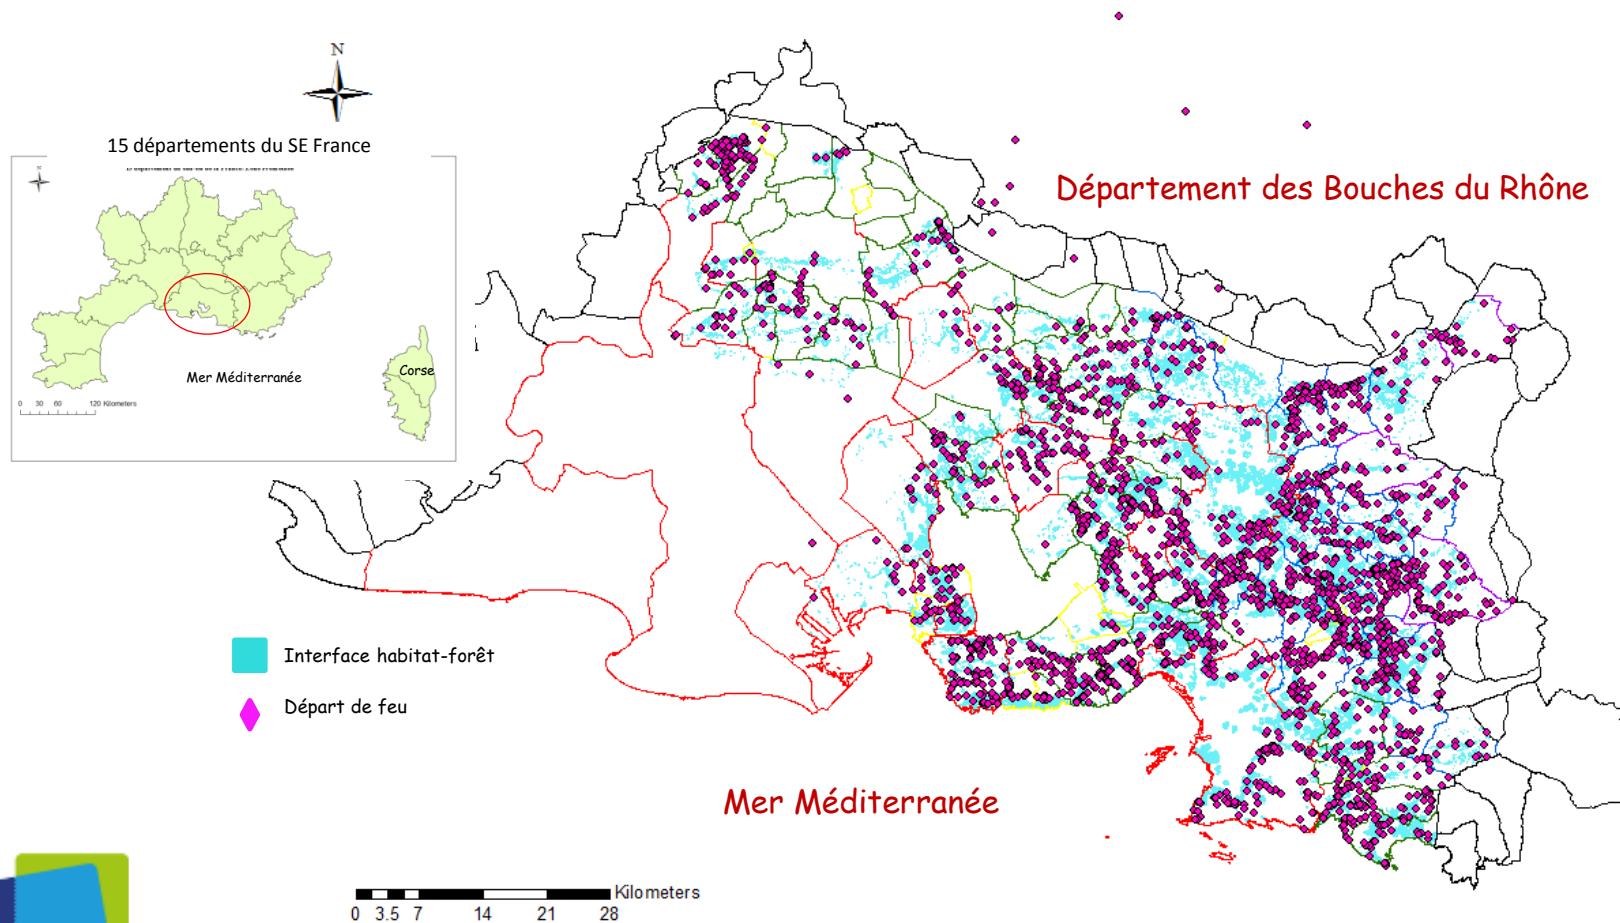 N
15 départements du SE France
N
Département des Bouches du Rhône
Corse
Mer Méditerranée
0 30 60 120 Kilometers
Interface habitat-forêt
Départ de feu
Mer Méditerranée
Kilometers
0 3.5 7 14 21 28